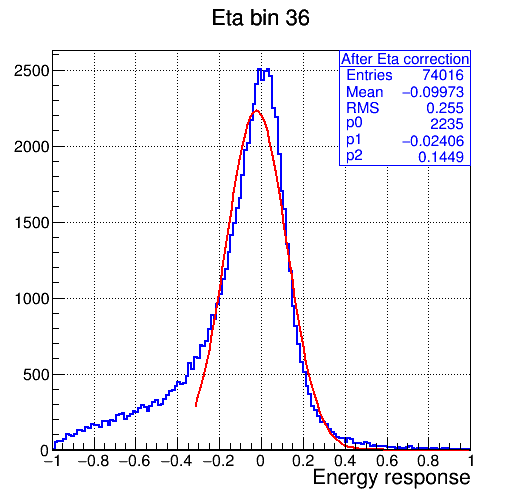 Eta bin 36
After Eta correction
Entries 74016
Mean −0.09973
RMS 0.255
p0 2235
p1 −0.02406
p2 0.1449
2500
2000
1500
1000
500
0
−1 −0.8 −0.6 −0.4 −0.2 0 0.2 0.4 0.6 0.8 1
Energy response